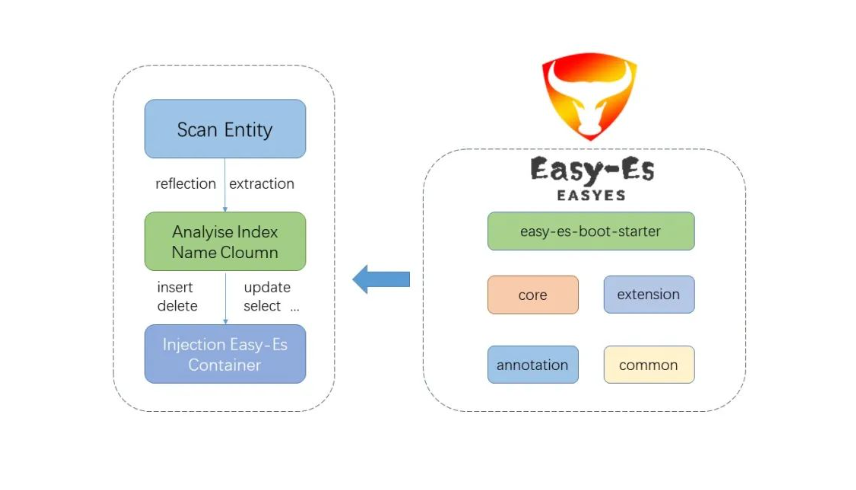 Scan Entity
reflection extraction
Analyise Index
Name Cloumn
insert update
delete select ...
Injection Easy-Es
Container
Easy-Es
EASYES
easy-es-boot-starter
core extension
annotation common